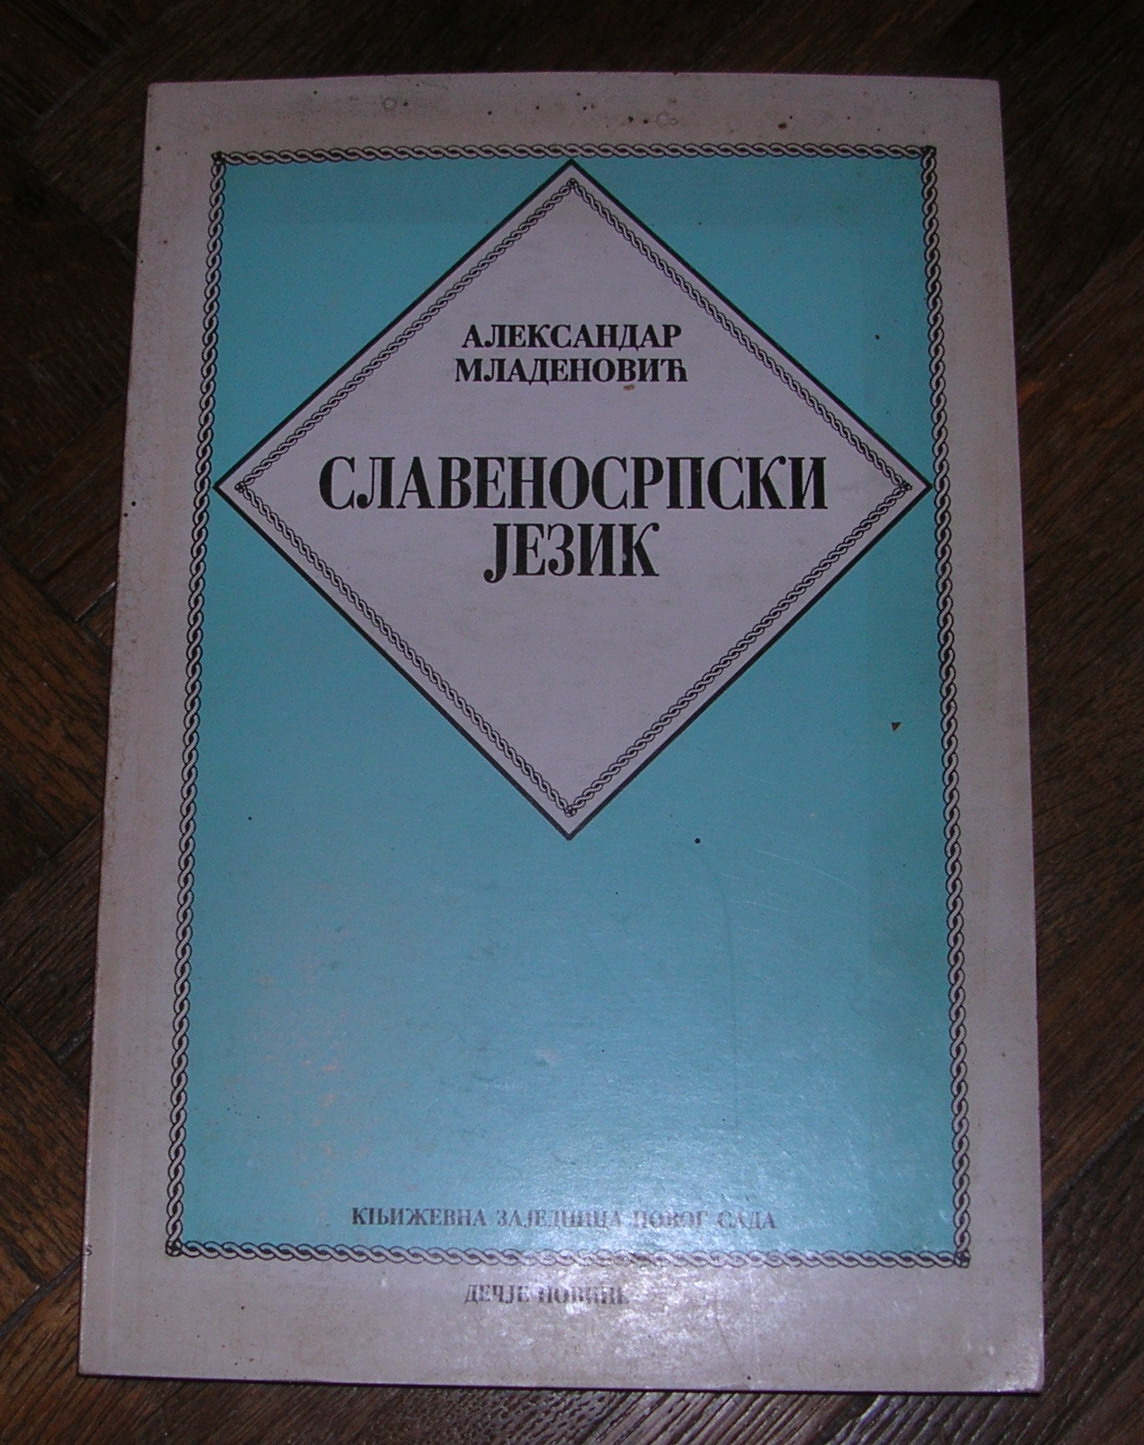 АЛЕКСАНДАР
МЛАДЕНОВИЋ
СЛАВЕНОСРПСКИ
ЈЕЗИК
КЊИЖЕВНА ЗАЈЕДНИЦА НОВОГ САДА
ДЕЧЈЕ НОВИНЕ